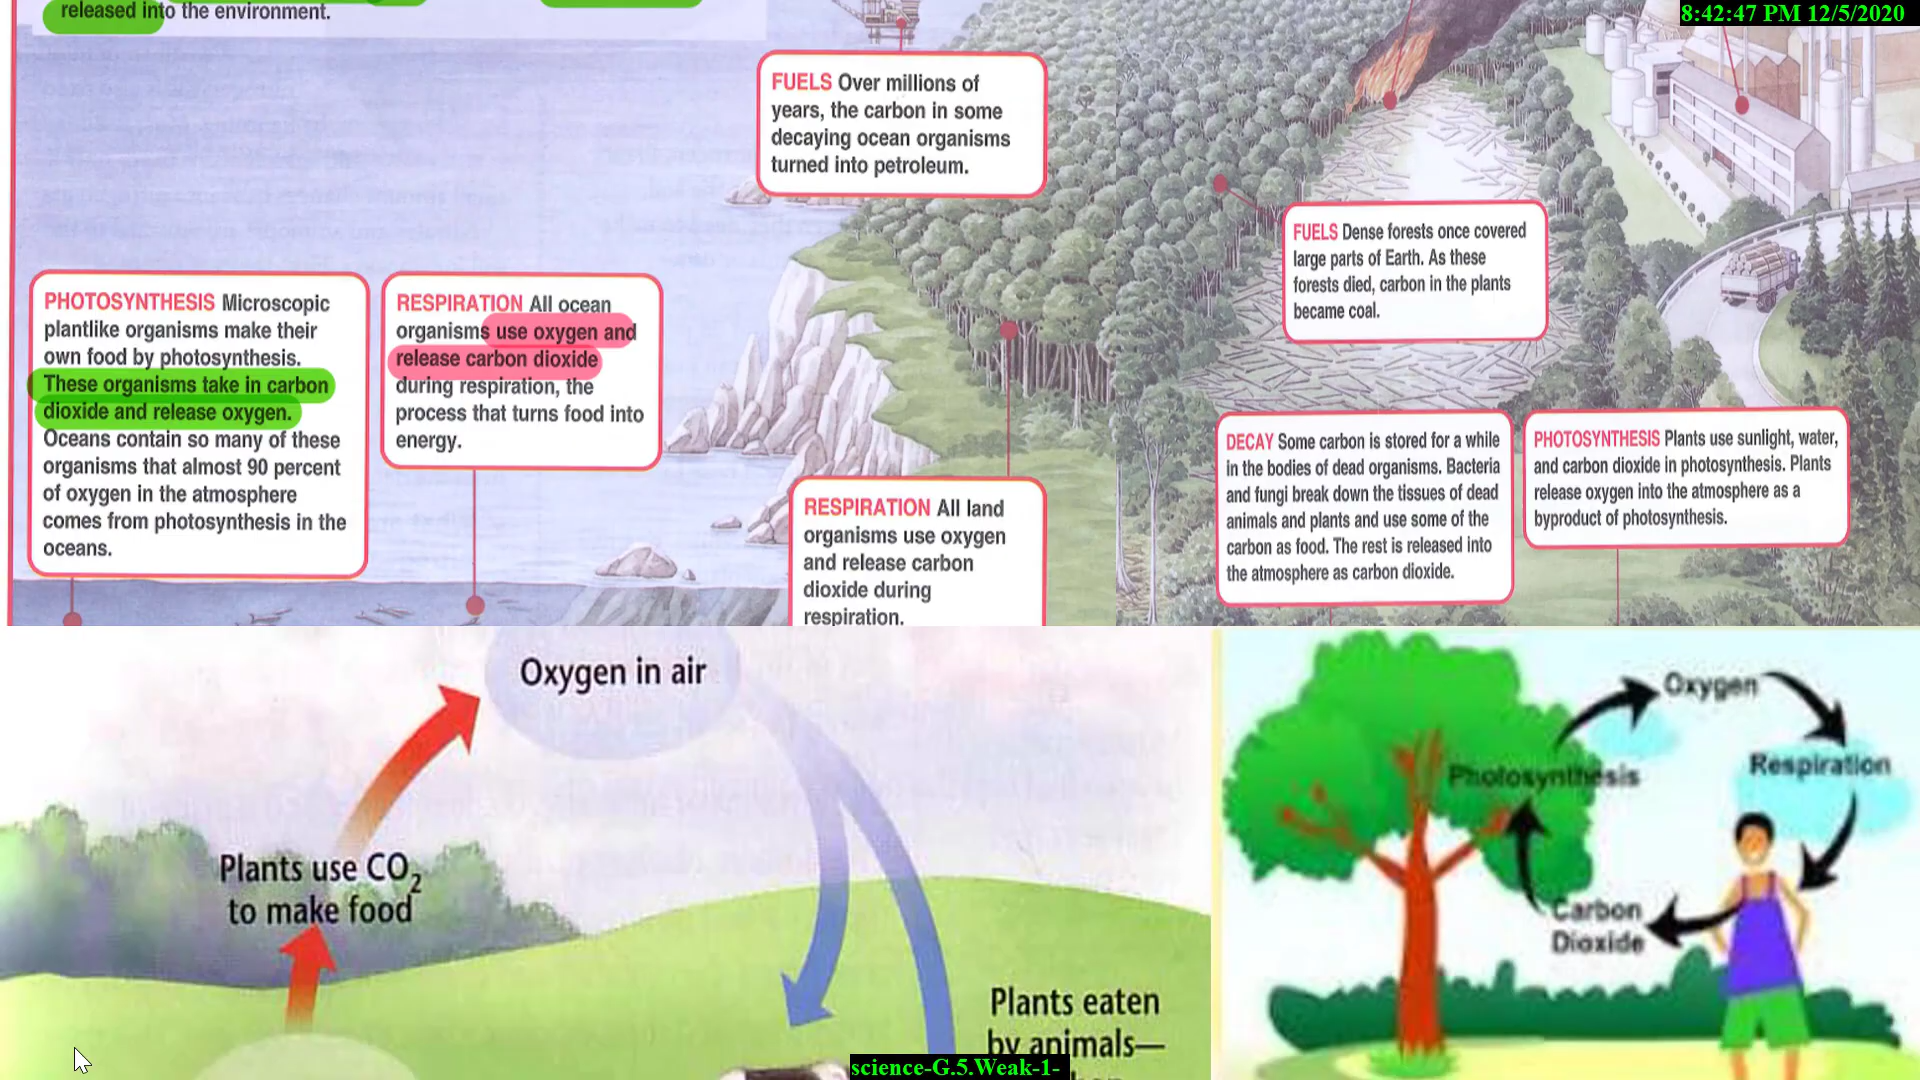 released into the environment.
8:42:47 PM 12/5/2020
FUELS Over millions of
years, the carbon in some
decaying ocean organisms
turned into petroleum.
FUELS Dense forests once covered
large parts of Earth. As these
forests died, carbon in the plants
became coal.
PHOTOSYNTHESIS Microscopic
plantlike organisms make their
own food by photosynthesis.
These organisms take in carbon
dioxide and release oxygen.
Oceans contain so many of these
organisms that almost 90 percent
of oxygen in the atmosphere
comes from photosynthesis in the
oceans.
RESPIRATION All ocean
organisms use oxygen and
release carbon dioxide
during respiration, the
process that turns food into
energy.
RESPIRATION All land
organisms use oxygen
and release carbon
dioxide during
respiration.
DECAY Some carbon is stored for a while
in the bodies of dead organisms. Bacteria
and fungi break down the tissues of dead
animals and plants and use some of the
carbon as food. The rest is released into
the atmosphere as carbon dioxide.
PHOTOSYNTHESIS Plants use sunlight, water,
and carbon dioxide in photosynthesis. Plants
release oxygen into the atmosphere as a
byproduct of photosynthesis.
Oxygen in air
Plants use CO2
to make food
Plants eaten
by animals—
Oxygen
Photosynthesis
Respiration
Carbon
Dioxide
science-G.5.Weak-1-